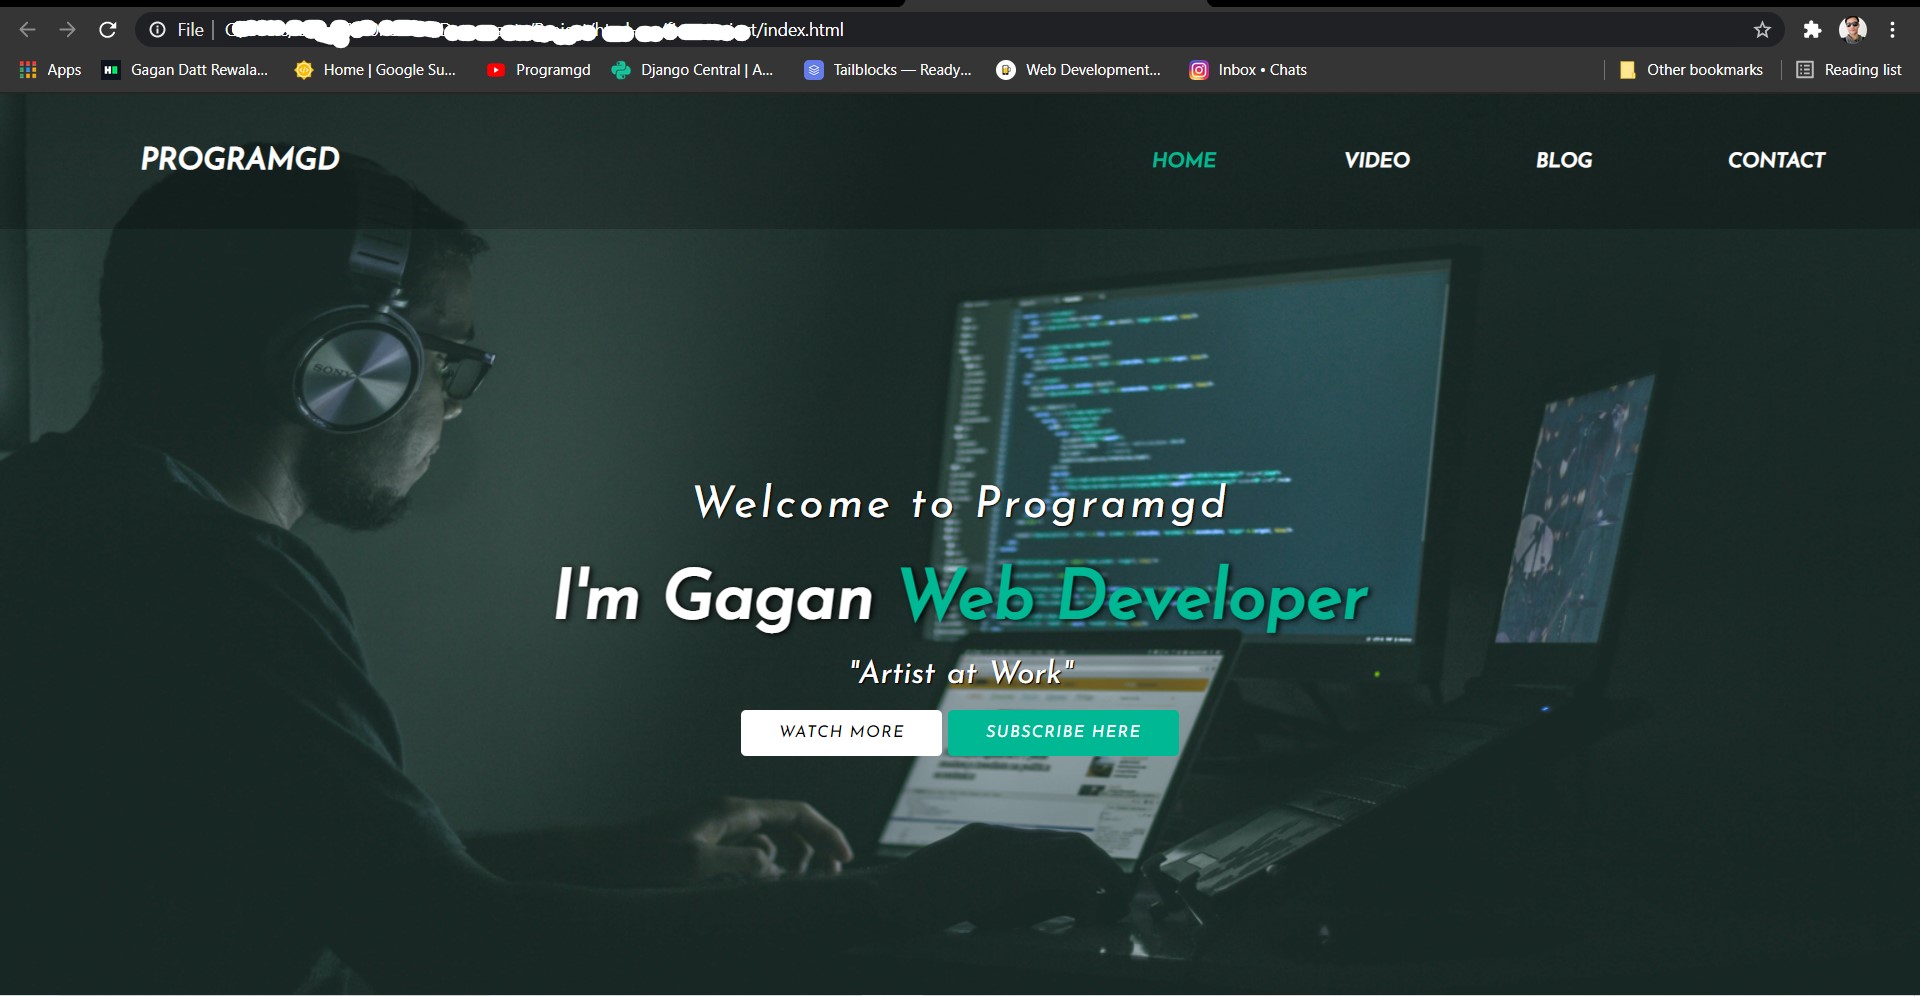 File
t/index.html
Apps
Gagan Datt Rewala...
Home | Google Su...
Programgd
Django Central | A...
Tailblocks — Ready...
Web Development...
Inbox • Chats
Other bookmarks
Reading list
PROGRAMGD
HOME
VIDEO
BLOG
CONTACT
SONY
Welcome to Programgd
I'm Gagan Web Developer
"Artist at Work"
WATCH MORE
SUBSCRIBE HERE